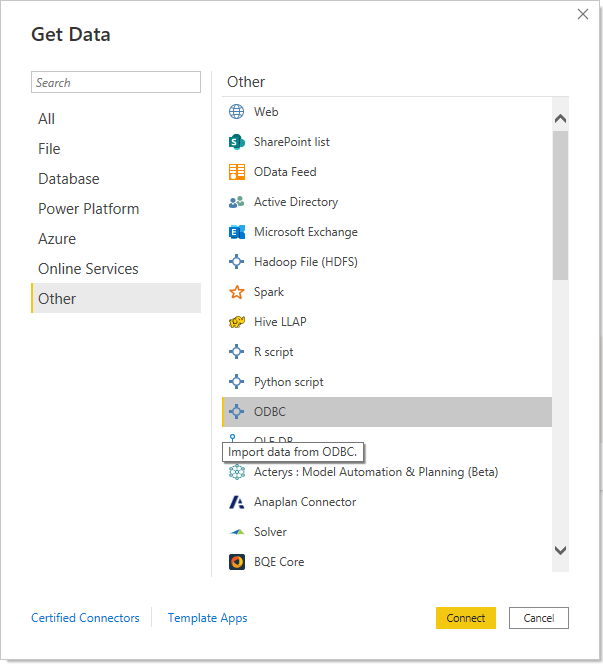 Get Data
Search
All
File
Database
Power Platform
Azure
Online Services
Other
Other
Web
SharePoint list
OData Feed
Active Directory
Microsoft Exchange
Hadoop File (HDFS)
Spark
Hive LLAP
R script
Python script
ODBC
OLE DB
Import data from ODBC.
Acterys : Model Automation & Planning (Beta)
Anaplan Connector
Solver
BQE Core
Certified Connectors
Template Apps
Connect
Cancel